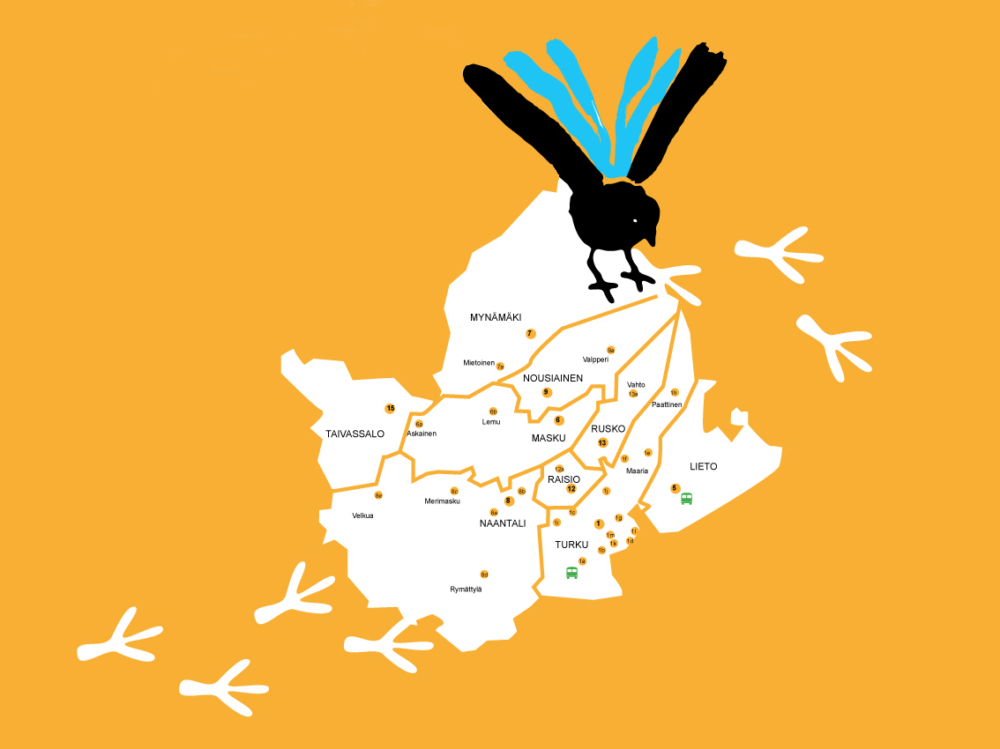 MYNÄMÄKI
7
Mietoinen 7a
9a
Valpperi
NOUSIAINEN
9
Vahto
13a
1h
Paattinen
15
TAIVASSALO
6a
Askainen
6b
Lemu
6
MASKU
RUSKO
13
1f
1e
Maaria
LIETO
5
12a
RAISIO
12
1j
8e
Velkua
8c
Merimasku
8b
8
8a
NAANTALI
1c
1i
1g
1
1l
1m
1k
1d
TURKU
1b
1a
8d
Rymättylä